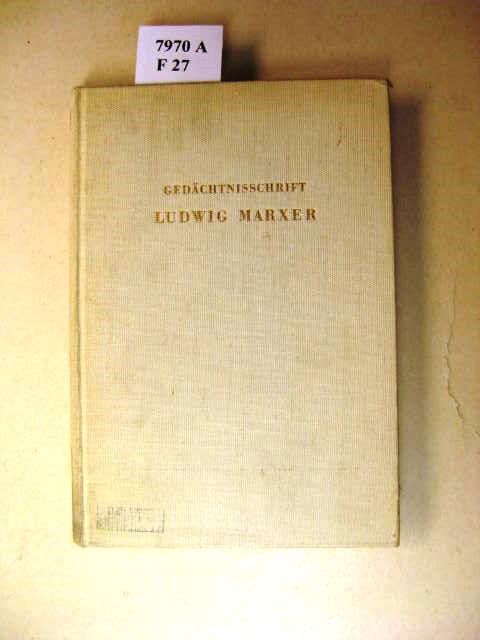 7970 A
F 27
GEDÄCHTNISSCHRIFT
LUDWIG MARXER